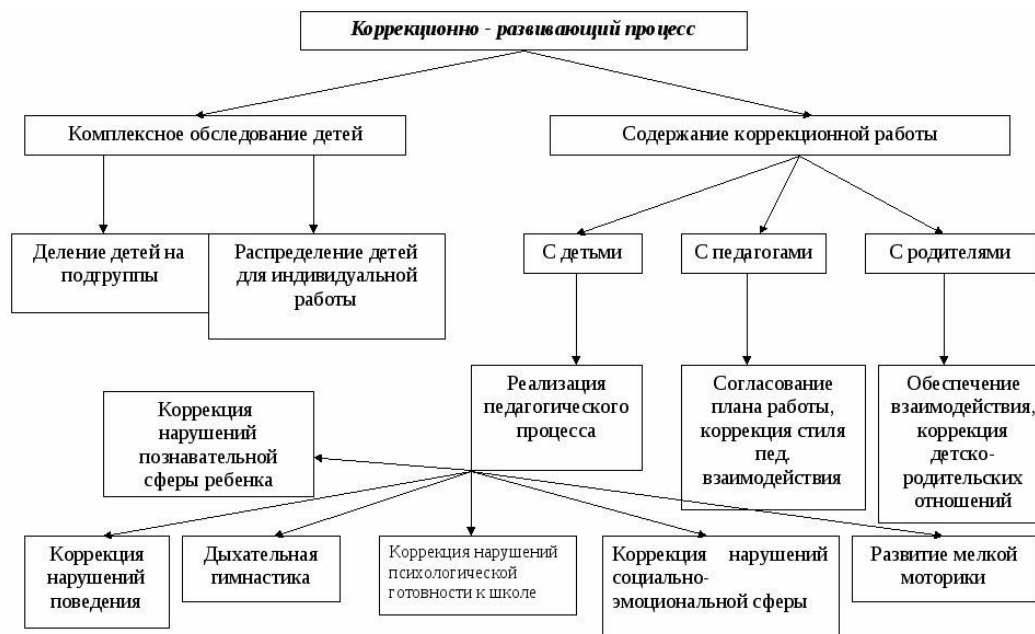 Коррекционно - развивающий процесс
Комплексное обследование детей
Содержание коррекционной работы
Деление детей на
подгруппы
Распределение детей
для индивидуальной
работы
С детьми
С педагогами
С родителями
Реализация
педагогического
процесса
Согласование
плана работы,
коррекция стиля
пед.
взаимодействия
Обеспечение
взаимодействия,
коррекция
детско-
родительских
отношений
Коррекция
нарушений
познавательной
сферы ребенка
Коррекция
нарушений
поведения
Дыхательная
гимнастика
Коррекция нарушений
психологической
готовности к школе
Коррекция нарушений
социально-
эмоциональной сферы
Развитие мелкой
моторики